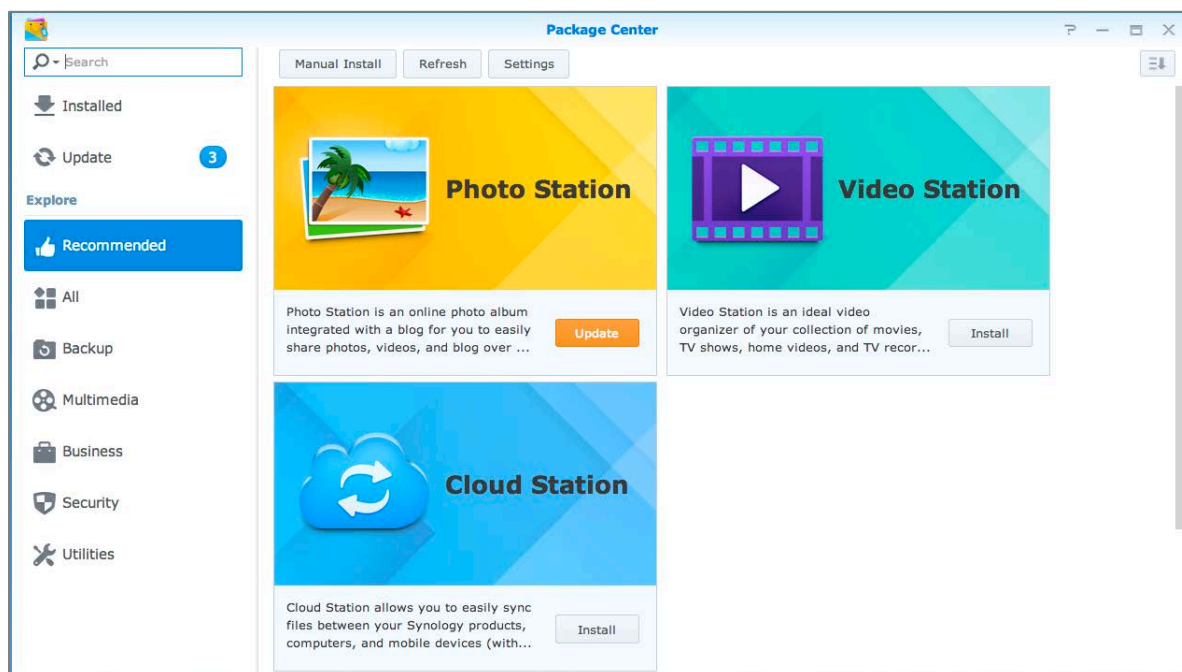 Package Center
Search
Manual Install
Refresh
Settings
Installed
Update
3
Explore
Recommended
All
Backup
Multimedia
Business
Security
Utilities
Photo Station
Photo Station is an online photo album
integrated with a blog for you to easily
share photos, videos, and blog over ...
Update
Video Station
Video Station is an ideal video
organizer of your collection of movies,
TV shows, home videos, and TV recor...
Install
Cloud Station
Cloud Station allows you to easily sync
files between your Synology products,
computers, and mobile devices (with...
Install